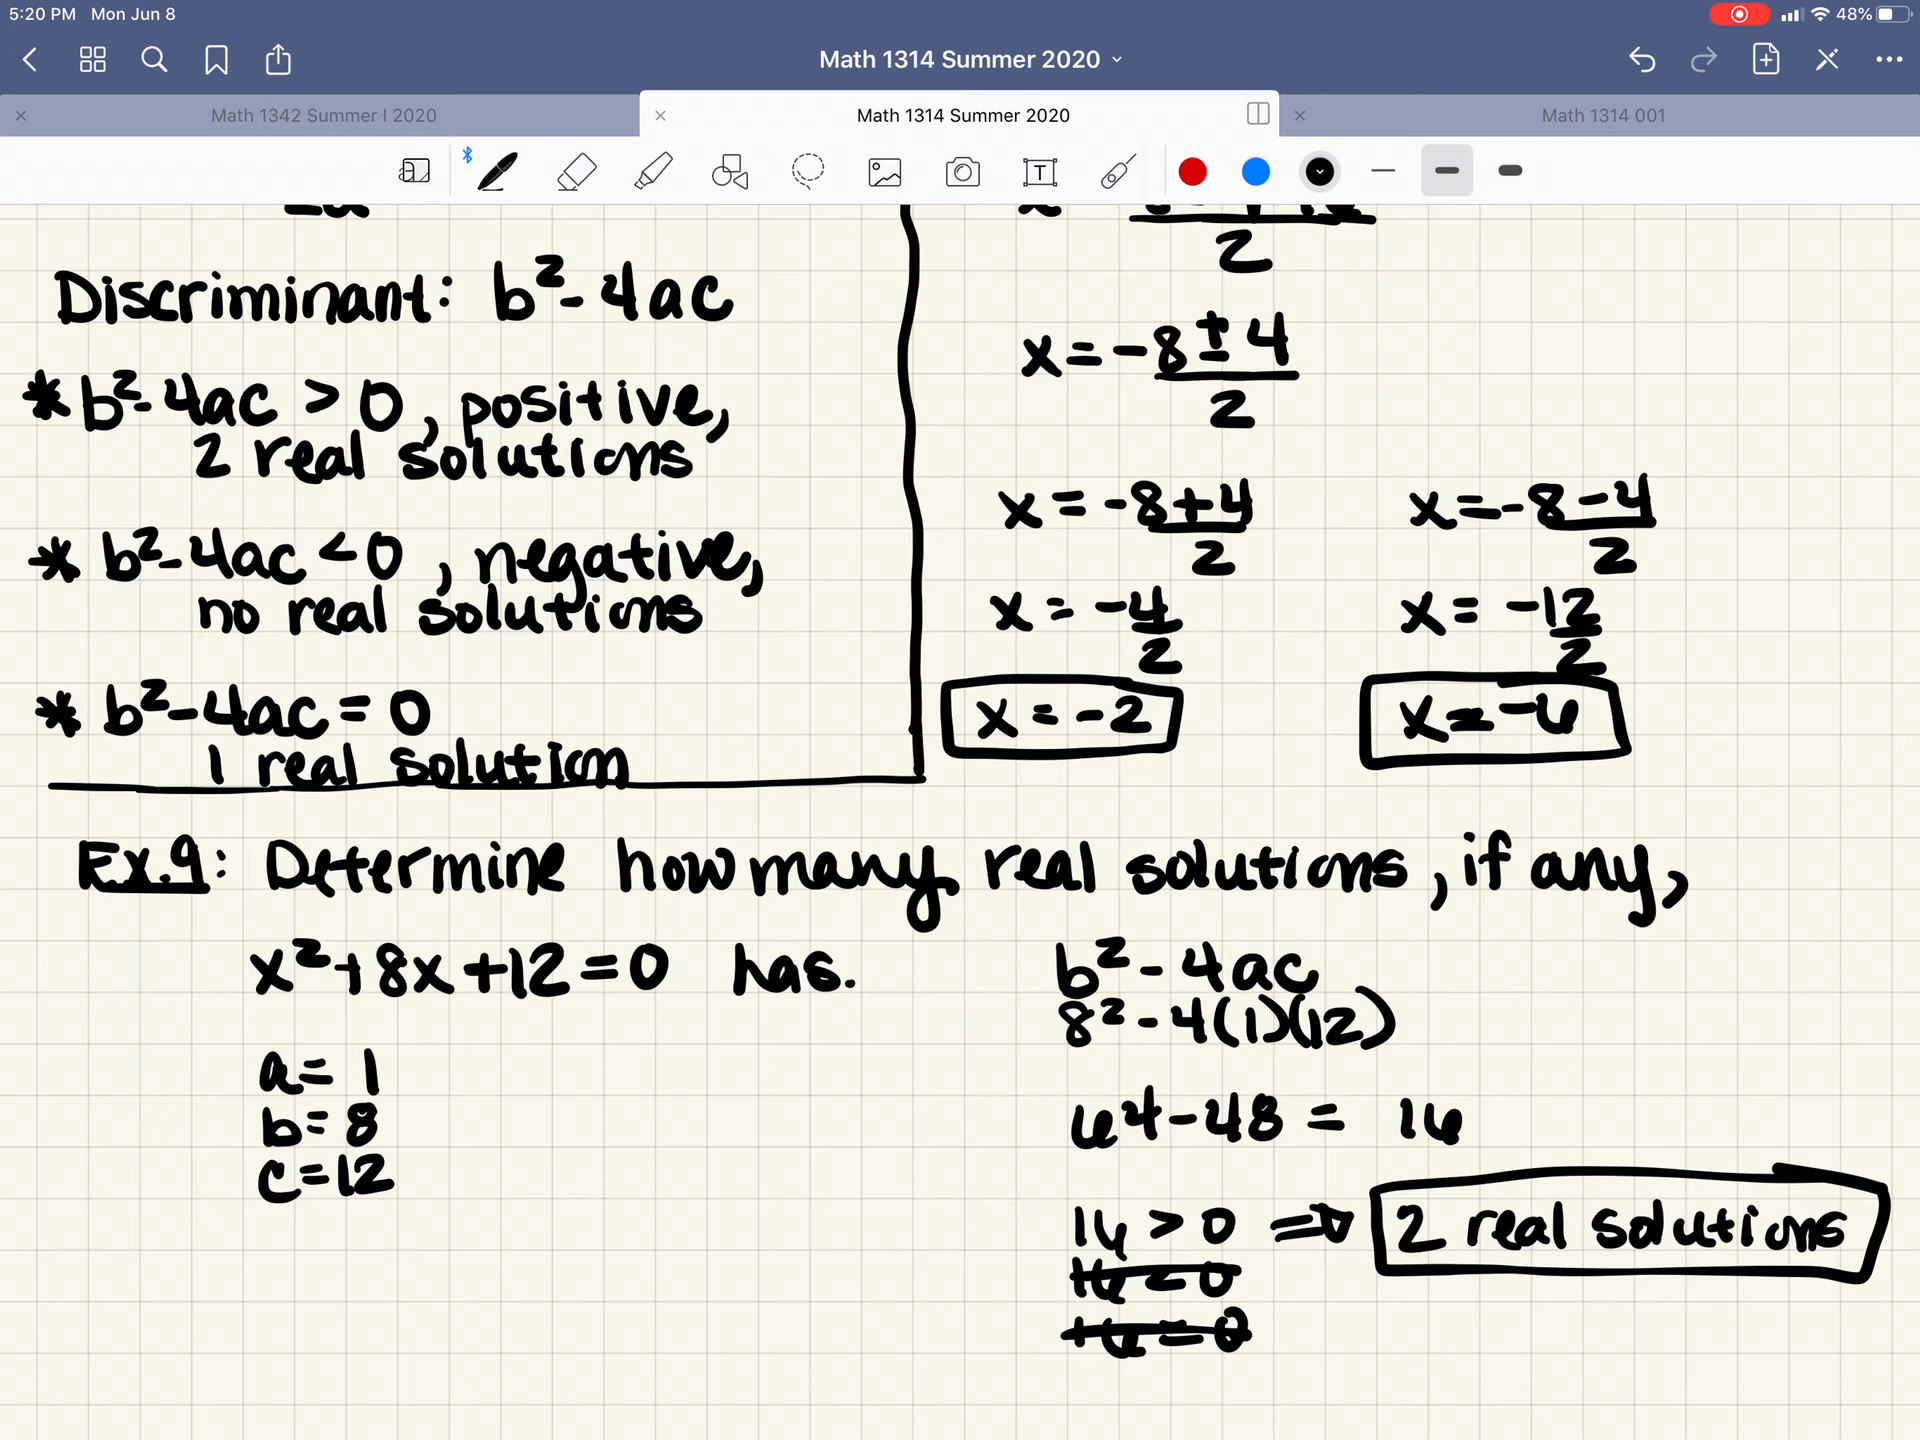 5:20 PM Mon Jun 8
48%
Math 1314 Summer 2020
Math 1342 Summer I 2020
Math 1314 Summer 2020
Math 1314 001
Discriminant: b²-4ac
* b²-4ac > 0, positive,
2 real solutions
* b²-4ac < 0, negative,
no real solutions
* b²-4ac = 0
1 real solution
2
x = -8 ± 4
2
x = -8+4
2
x = -4
2
x = -2
x = -8-4
2
x = -12
2
x = -6
Ex.9: Determine how many real solutions, if any,
x²+8x+12=0 has.
a= 1
b= 8
c=12
b²-4ac
8²-4(1)(12)
64-48 = 16
16 > 0 ⇒ 2 real solutions
16 < 0
16 = 0